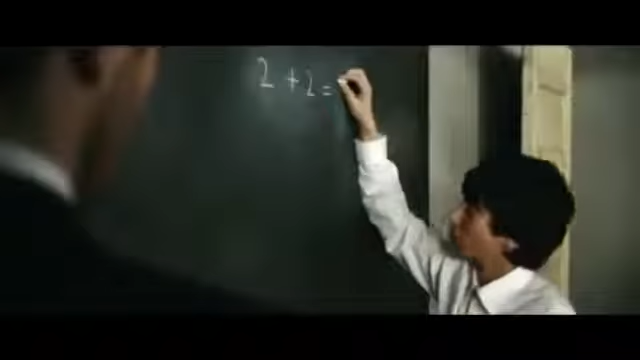 2 + 2 =